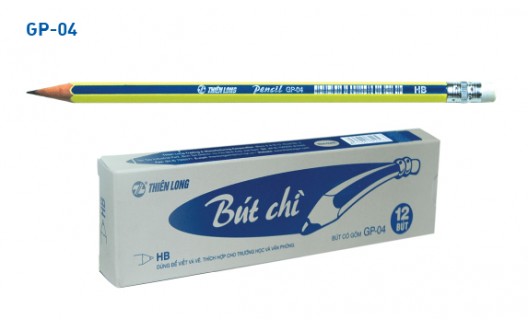 GP-04
THIÊN LONG Pencil GP-04 HB
THIÊN LONG
Bút chì
12
BÚT
BÚT CÓ GÔM GP-04
HB
DÙNG ĐỂ VIẾT VÀ VẼ, THÍCH HỢP CHO TRƯỜNG HỌC VÀ VĂN PHÒNG